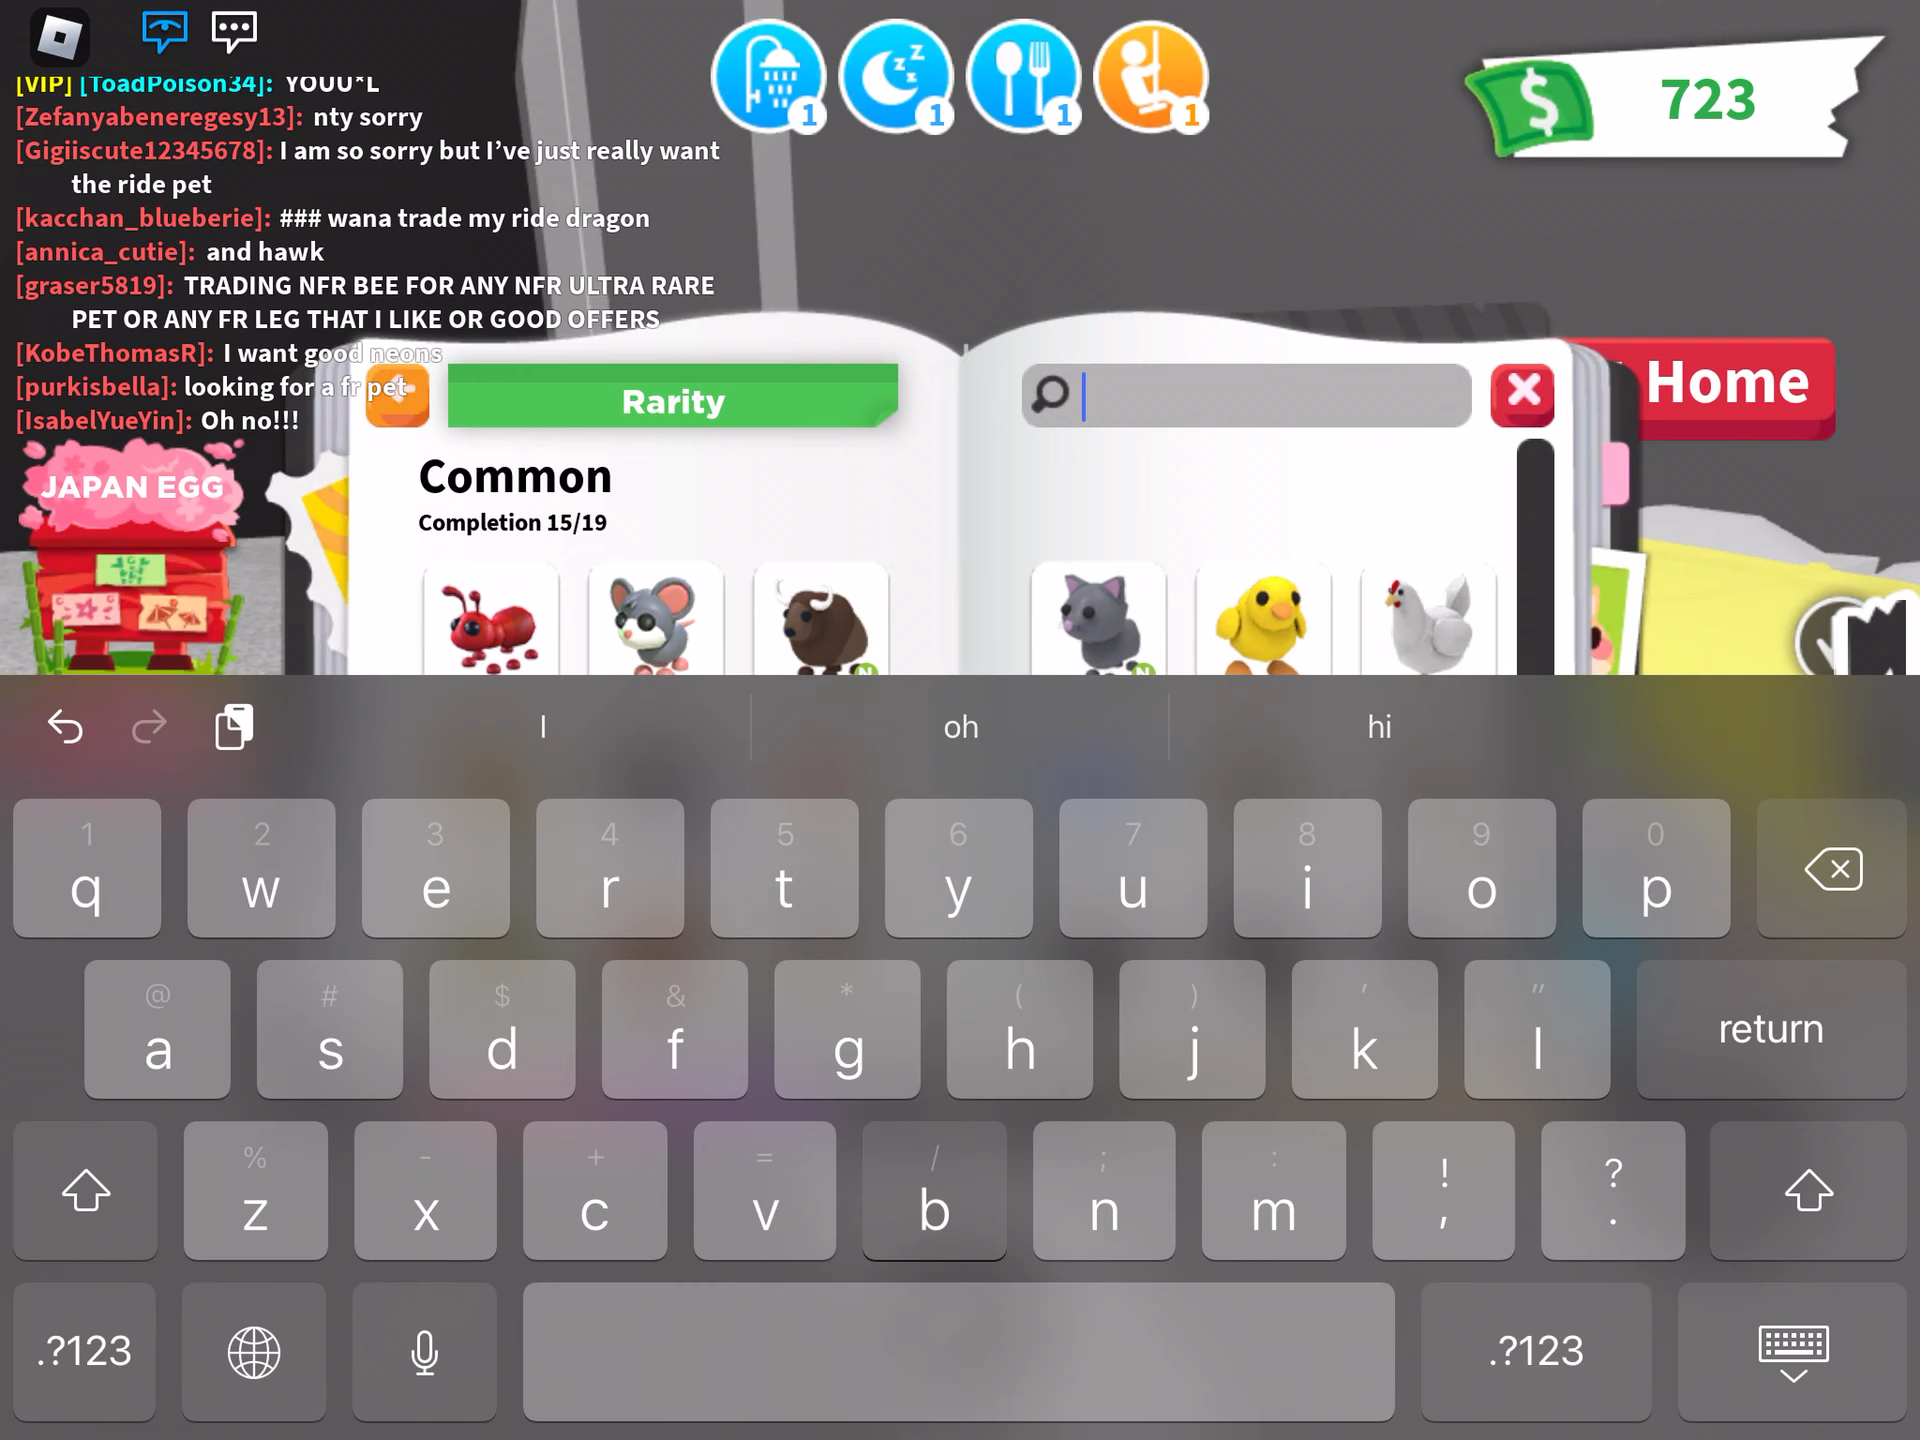 [VIP] [ToadPoison34]: YOUU*L
[Zefanyabeneregesy13]: nty sorry
[Gigiiscute12345678]: I am so sorry but I’ve just really want
the ride pet
[kacchan_blueberie]: ### wana trade my ride dragon
[annica_cutie]: and hawk
[graser5819]: TRADING NFR BEE FOR ANY NFR ULTRA RARE
PET OR ANY FR LEG THAT I LIKE OR GOOD OFFERS
[KobeThomasR]: I want good neons
[purkisbella]: looking for a fr pet
[IsabelYueYin]: Oh no!!!
1 1 1 1
$ 723
Home
JAPAN EGG
Rarity
Common
Completion 15/19
N
N
I oh hi
1 2 3 4 5 6 7 8 9 0
q w e r t y u i o p
@ # $ & * ( ) ' "
a s d f g h j k l return
% - + = / ; : ! ?
z x c v b n m , .
.?123 .?123